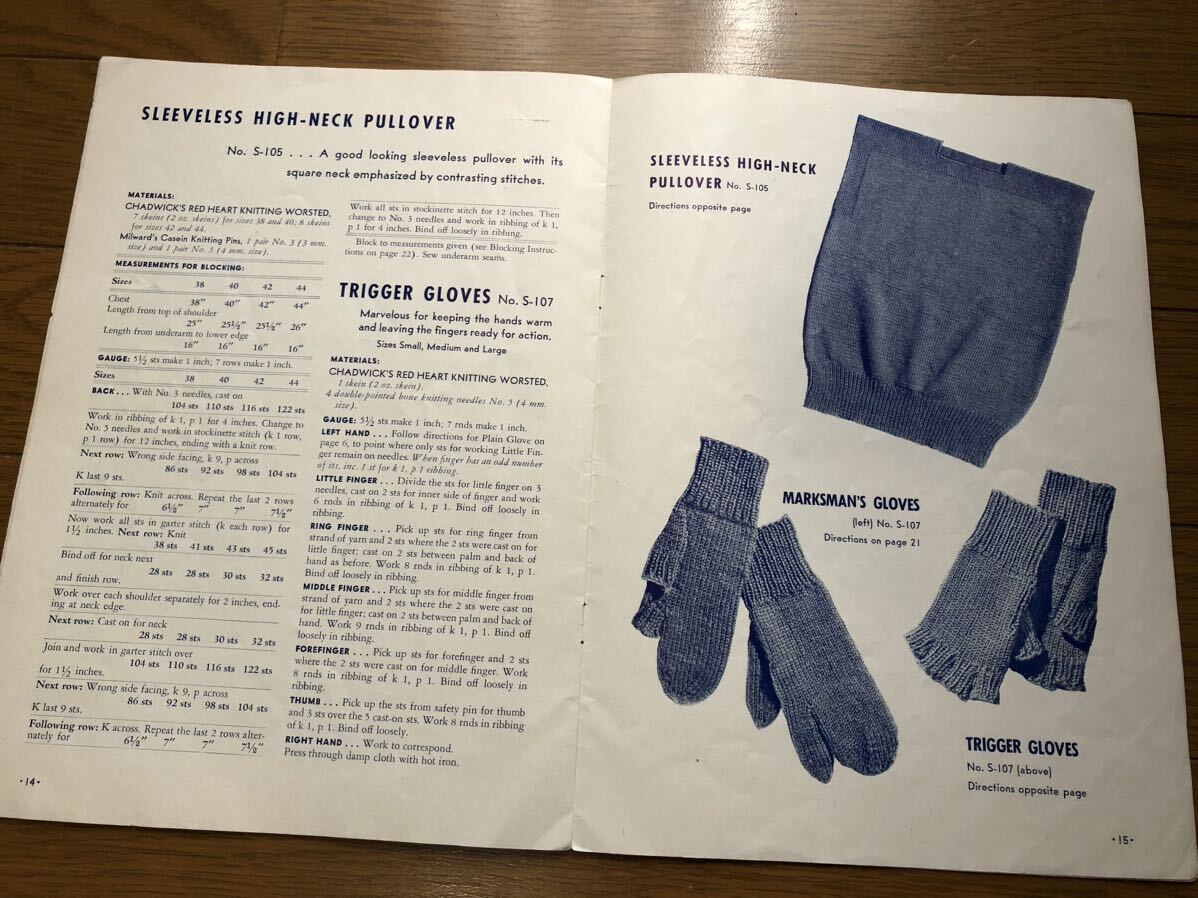 SLEEVELESS HIGH-NECK PULLOVER
No. S-105 . . . A good looking sleeveless pullover with its
square neck emphasized by contrasting stitches.
MATERIALS:
CHADWICK'S RED HEART KNITTING WORSTED,
7 skeins (2 oz. skeins) for sizes 38 and 40; 8 skeins
for sizes 42 and 44.
Milward's Casein Knitting Pins, 1 pair No. 3 (3 mm.
size) and 1 pair No. 5 (4 mm. size).
MEASUREMENTS FOR BLOCKING:
Sizes 38 40 42 44
Chest 38" 40" 42" 44"
Length from top of shoulder
25" 25½" 25½" 26"
Length from underarm to lower edge
16" 16" 16" 16"
GAUGE: 5½ sts make 1 inch; 7 rows make 1 inch.
Sizes 38 40 42 44
BACK . . . With No. 3 needles, cast on
104 sts 110 sts 116 sts 122 sts
Work in ribbing of k 1, p 1 for 4 inches. Change to
No. 5 needles and work in stockinette stitch (k 1 row,
p 1 row) for 12 inches, ending with a knit row.
Next row: Wrong side facing, k 9, p across
86 sts 92 sts 98 sts 104 sts
K last 9 sts.
Following row: Knit across. Repeat the last 2 rows
alternately for 6½" 7" 7" 7½"
Now work all sts in garter stitch (k each row) for
1½ inches. Next row: Knit
38 sts 41 sts 43 sts 45 sts
Bind off for neck next
28 sts 28 sts 30 sts 32 sts
and finish row.
Work over each shoulder separately for 2 inches, end-
ing at neck edge.
Next row: Cast on for neck
28 sts 28 sts 30 sts 32 sts
Join and work in garter stitch over
104 sts 110 sts 116 sts 122 sts
for 1½ inches.
Next row: Wrong side facing, k 9, p across
86 sts 92 sts 98 sts 104 sts
K last 9 sts.
Following row: K across. Repeat the last 2 rows alter-
nately for 6½" 7" 7" 7½"
· 14 ·
Work all sts in stockinette stitch for 12 inches. Then
change to No. 3 needles and work in ribbing of k 1,
p 1 for 4 inches. Bind off loosely in ribbing.
Block to measurements given (see Blocking Instruc-
tions on page 22). Sew underarm seams.
TRIGGER GLOVES No. S-107
Marvelous for keeping the hands warm
and leaving the fingers ready for action.
Sizes Small, Medium and Large
MATERIALS:
CHADWICK'S RED HEART KNITTING WORSTED,
1 skein (2 oz. skein).
4 double-pointed bone knitting needles No. 5 (4 mm.
size).
GAUGE: 5½ sts make 1 inch; 7 rnds make 1 inch.
LEFT HAND . . . Follow directions for Plain Glove on
page 6, to point where only sts for working Little Fin-
ger remain on needles. When finger has an odd number
of sts, inc. 1 st for k 1, p 1 ribbing.
LITTLE FINGER . . . Divide the sts for little finger on 3
needles, cast on 2 sts for inner side of finger and work
6 rnds in ribbing of k 1, p 1. Bind off loosely in
ribbing.
RING FINGER . . . Pick up sts for ring finger from
strand of yarn and 2 sts where the 2 sts were cast on for
little finger; cast on 2 sts between palm and back of
hand as before. Work 8 rnds in ribbing of k 1, p 1.
Bind off loosely in ribbing.
MIDDLE FINGER . . . Pick up sts for middle finger from
strand of yarn and 2 sts where the 2 sts were cast on
for little finger; cast on 2 sts between palm and back of
hand. Work 9 rnds in ribbing of k 1, p 1. Bind off
loosely in ribbing.
FOREFINGER . . . Pick up sts for forefinger and 2 sts
where the 2 sts were cast on for middle finger. Work
8 rnds in ribbing of k 1, p 1. Bind off loosely in
ribbing.
THUMB . . . Pick up the sts from safety pin for thumb
and 3 sts over the 5 cast-on sts. Work 8 rnds in ribbing
of k 1, p 1. Bind off loosely.
RIGHT HAND . . . Work to correspond.
Press through damp cloth with hot iron.
SLEEVELESS HIGH-NECK
PULLOVER No. S-105
Directions opposite page
MARKSMAN'S GLOVES
(left) No. S-107
Directions on page 21
TRIGGER GLOVES
No. S-107 (above)
Directions opposite page
· 15 ·